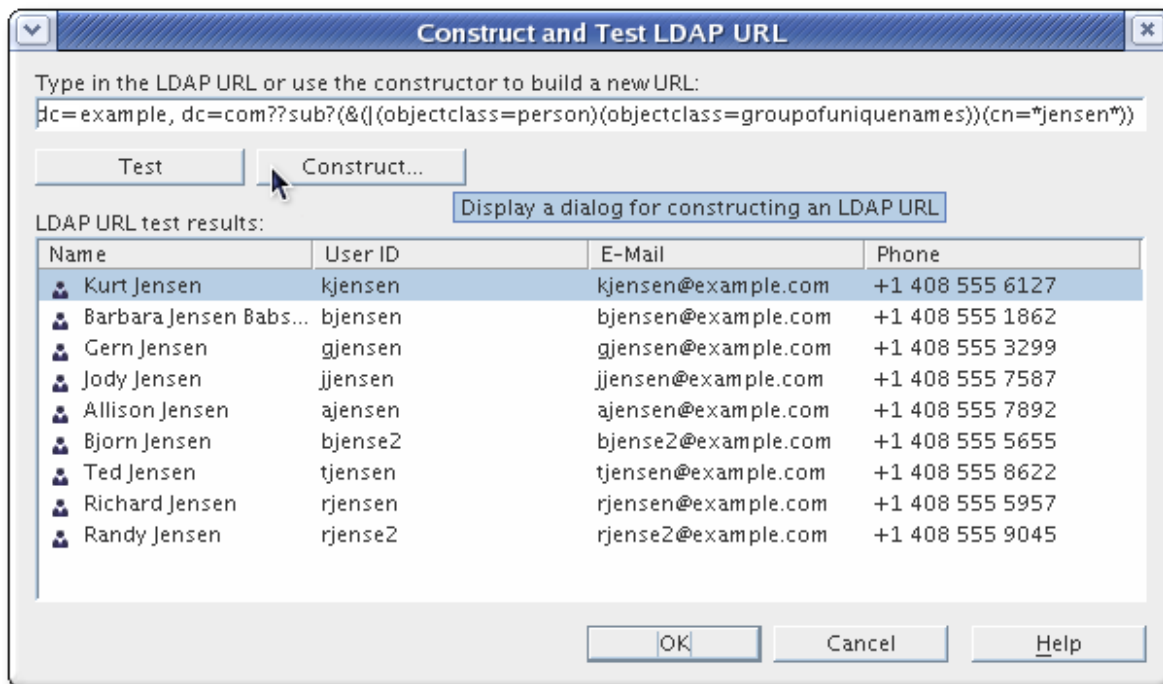 Construct and Test LDAP URL
Type in the LDAP URL or use the constructor to build a new URL:
dc=example, dc=com??sub?(&(|(objectclass=person)(objectclass=groupofuniquenames))(cn=*jensen*))
Test Construct...
Display a dialog for constructing an LDAP URL
LDAP URL test results:
Name User ID E-Mail Phone
Kurt Jensen kjensen kjensen@example.com +1 408 555 6127
Barbara Jensen Babs... bjensen bjensen@example.com +1 408 555 1862
Gern Jensen gjensen gjensen@example.com +1 408 555 3299
Jody Jensen jjensen jjensen@example.com +1 408 555 7587
Allison Jensen ajensen ajensen@example.com +1 408 555 7892
Bjorn Jensen bjense2 bjense2@example.com +1 408 555 5655
Ted Jensen tjensen tjensen@example.com +1 408 555 8622
Richard Jensen rjensen rjensen@example.com +1 408 555 5957
Randy Jensen rjense2 rjense2@example.com +1 408 555 9045
OK Cancel Help